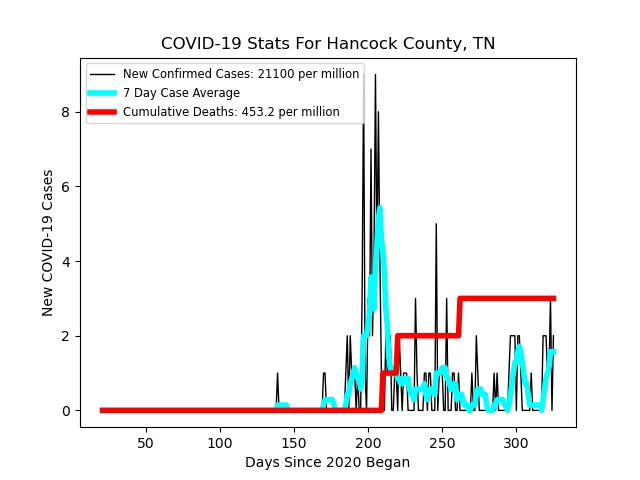 COVID-19 Stats For Hancock County, TN
New Confirmed Cases: 21100 per million
7 Day Case Average
Cumulative Deaths: 453.2 per million
New COVID-19 Cases
8
6
4
2
0
50 100 150 200 250 300
Days Since 2020 Began